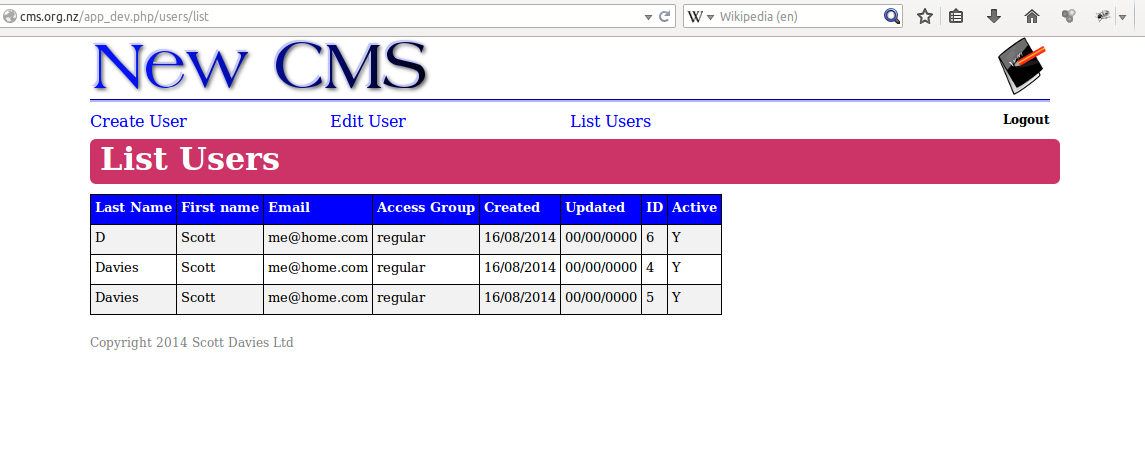 cms.org.nz/app_dev.php/users/list W Wikipedia (en)
New CMS
Create User Edit User List Users Logout
List Users
Last Name First name Email Access Group Created Updated ID Active
D Scott me@home.com regular 16/08/2014 00/00/0000 6 Y
Davies Scott me@home.com regular 16/08/2014 00/00/0000 4 Y
Davies Scott me@home.com regular 16/08/2014 00/00/0000 5 Y
Copyright 2014 Scott Davies Ltd